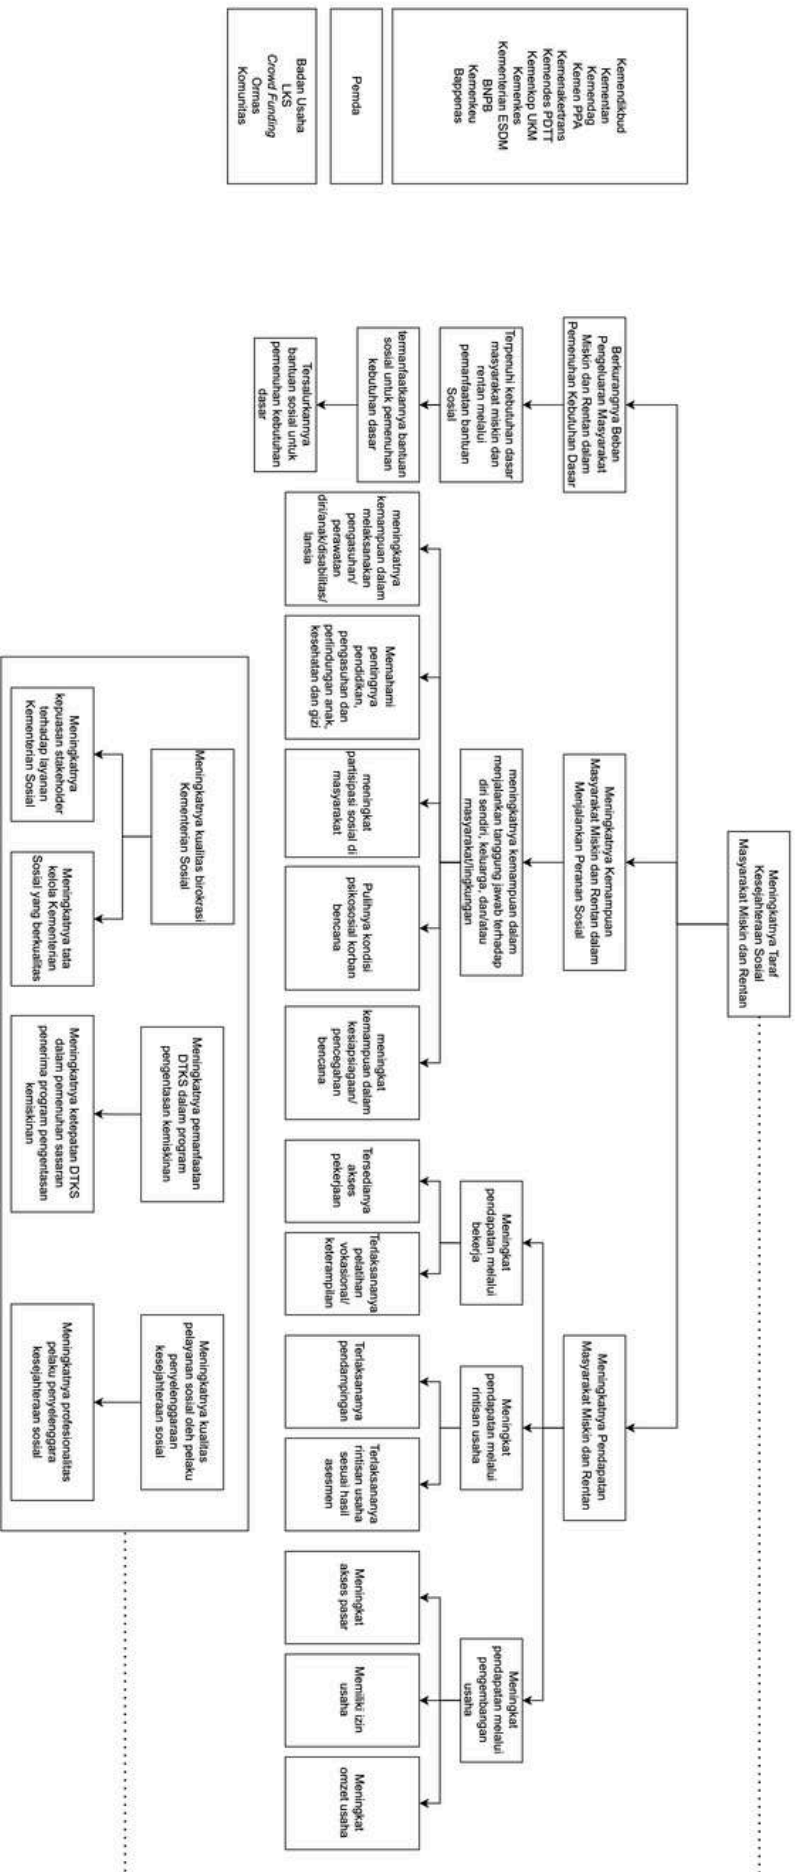 Meningkatnya Taraf
Kesejahteraan Sosial
Masyarakat Miskin dan Rentan
Kemendikbud
Kementan
Kemendag
Kemen PPA
Kemenakertrans
Kemendes PDTT
Kemenkop UKM
Kemenkes
Kementerian ESDM
BNPB
Kemenkeu
Bappenas
Pemda
Badan Usaha
LKS
Crowd Funding
Ormas
Komunitas
Berkurangnya Beban
Pengeluaran Masyarakat
Miskin dan Rentan dalam
Pemenuhan Kebutuhan Dasar
Meningkatnya Kemampuan
Masyarakat Miskin dan Rentan dalam
Menjalankan Peranan Sosial
Meningkatnya Pendapatan
Masyarakat Miskin dan Rentan
Terpenuhi kebutuhan dasar
masyarakat miskin dan
rentan melalui
pemanfaatan bantuan
Sosial
meningkatnya kemampuan dalam
menjalankan tanggung jawab terhadap
diri sendiri, keluarga, dan/atau
masyarakat/lingkungan
Meningkat
pendapatan melalui
bekerja
Meningkat
pendapatan melalui
rintisan usaha
Meningkat
pendapatan melalui
pengembangan
usaha
termanfaatkannya bantuan
sosial untuk pemenuhan
kebutuhan dasar
Tersalurkannya
bantuan sosial untuk
pemenuhan kebutuhan
dasar
meningkatnya
kemampuan dalam
melaksanakan
pengasuhan/
perawatan
diri/anak/disabilitas/
lansia
Memahami
pentingnya
pendidikan,
pengasuhan dan
perlindungan anak,
kesehatan dan gizi
meningkat
partisipasi sosial di
masyarakat
Pulihnya kondisi
psikososial korban
bencana
meningkat
kemampuan dalam
kesiapsiagaan/
pencegahan
bencana
Tersedianya
akses
pekerjaan
Terlaksananya
pelatihan
vokasional/
keterampilan
Terlaksananya
pendampingan
Terlaksananya
rintisan usaha
sesuai hasil
asesmen
Meningkat
akses pasar
Memiliki izin
usaha
Meningkat
omzet usaha
Meningkatnya kualitas birokrasi
Kementerian Sosial
Meningkatnya pemanfaatan
DTKS dalam program
pengentasan kemiskinan
Meningkatnya kualitas
pelayanan sosial oleh pelaku
penyelenggaraan
kesejahteraan sosial
Meningkatnya
kepuasan stakeholder
terhadap layanan
Kementerian Sosial
Meningkatnya tata
kelola Kementerian
Sosial yang berkualitas
Meningkatnya ketepatan DTKS
dalam pemenuhan sasaran
penerima program pengentasan
kemiskinan
Meningkatnya profesionalitas
pelaku penyelenggara
kesejahteraan sosial